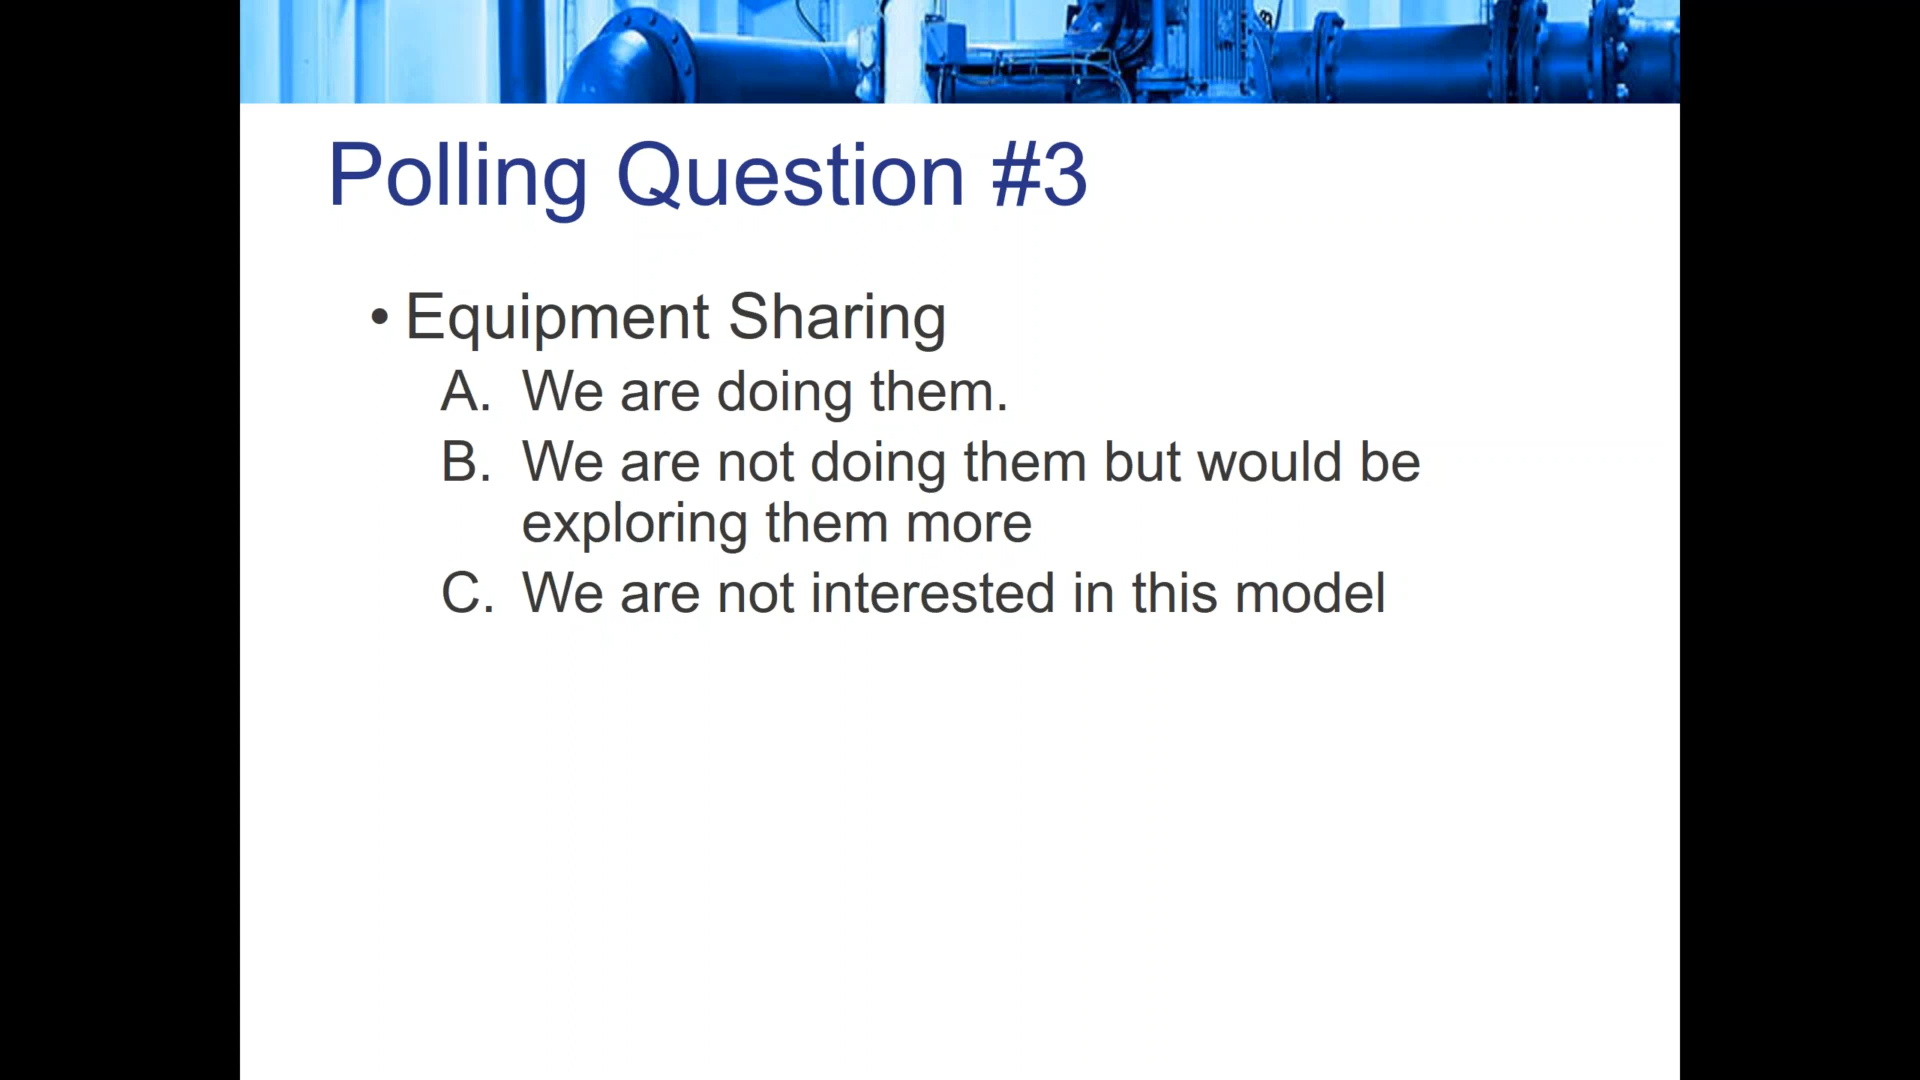 Polling Question #3
• Equipment Sharing
A. We are doing them.
B. We are not doing them but would be
exploring them more
C. We are not interested in this model